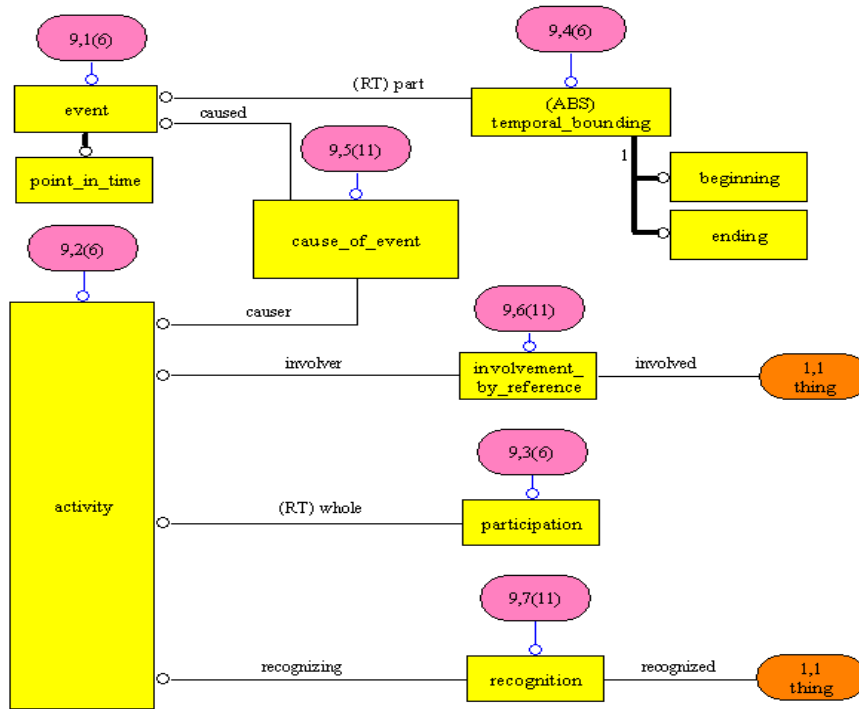 9,1(6)
9,4(6)
(RT) part
event
(ABS)
temporal_bounding
caused
9,5(11)
1
point_in_time
beginning
cause_of_event
ending
9,2(6)
causer
9,6(11)
involver
involvement_
by_reference
involved
1,1
thing
9,3(6)
activity
(RT) whole
participation
9,7(11)
recognizing
recognition
recognized
1,1
thing